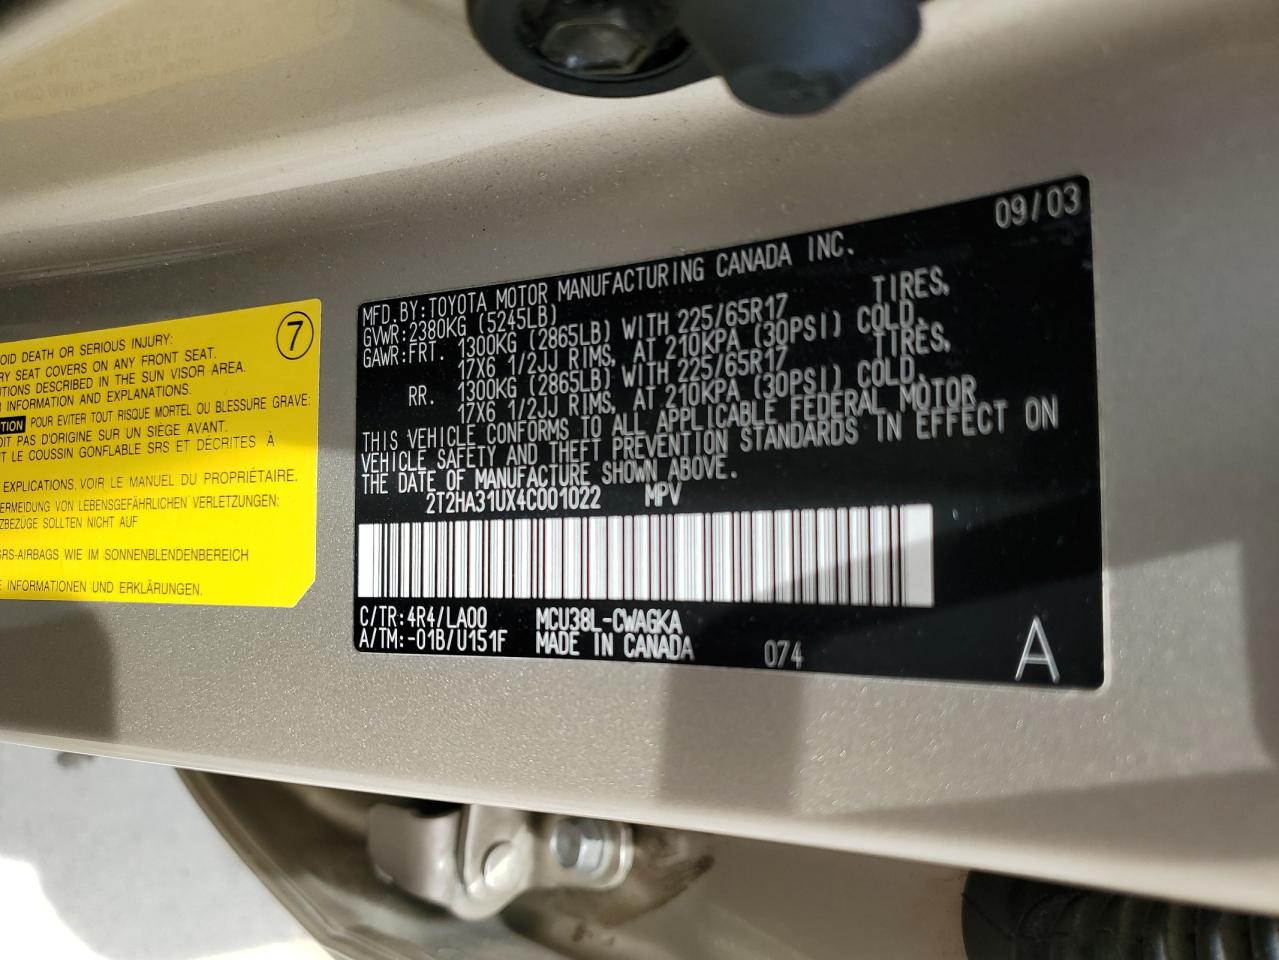 7
OID DEATH OR SERIOUS INJURY:
RY SEAT COVERS ON ANY FRONT SEAT.
TIONS DESCRIBED IN THE SUN VISOR AREA.
R INFORMATION AND EXPLANATIONS.
TION POUR EVITER TOUT RISQUE MORTEL OU BLESSURE GRAVE:
OIT PAS D'ORIGINE SUR UN SIÈGE AVANT.
T LE COUSSIN GONFLABLE SRS ET DÉCRITES À
EXPLICATIONS, VOIR LE MANUEL DU PROPRIÉTAIRE.
ERMEIDUNG VON LEBENSGEFÄHRLICHEN VERLETZUNGEN:
ZBEZÜGE SOLLTEN NICHT AUF
SRS-AIRBAGS WIE IM SONNENBLENDENBEREICH
E INFORMATIONEN UND ERKLÄRUNGEN.
09/03
MFD.BY:TOYOTA MOTOR MANUFACTURING CANADA INC.
GVWR:2380KG (5245LB)
GAWR:FRT. 1300KG (2865LB) WITH 225/65R17 TIRES,
17X6 1/2JJ RIMS, AT 210KPA (30PSI) COLD.
RR. 1300KG (2865LB) WITH 225/65R17 TIRES,
17X6 1/2JJ RIMS, AT 210KPA (30PSI) COLD.
THIS VEHICLE CONFORMS TO ALL APPLICABLE FEDERAL MOTOR
VEHICLE SAFETY AND THEFT PREVENTION STANDARDS IN EFFECT ON
THE DATE OF MANUFACTURE SHOWN ABOVE.
2T2HA31UX4C001022 MPV
C/TR:4R4/LA00 MCU38L-CWAGKA
A/TM:-01B/U151F MADE IN CANADA 074
A